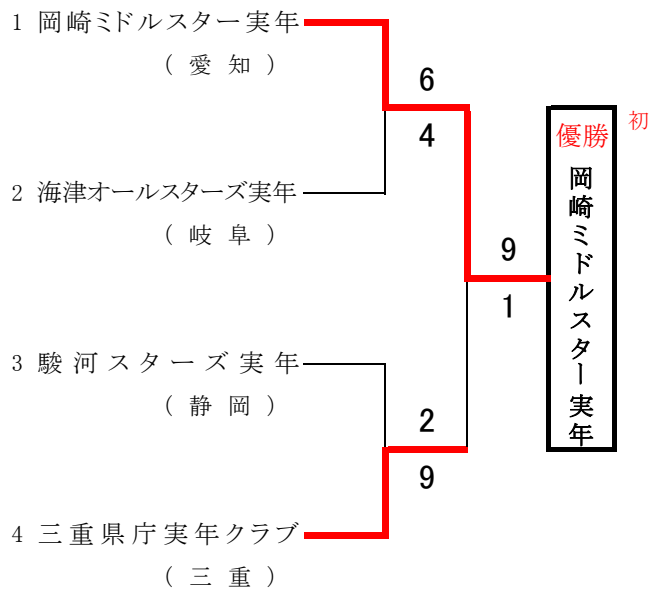 1 岡崎ミドルスター実年
(愛知)
6
4
2 海津オールスターズ実年
(岐阜)
9
1
3 駿河スターズ実年
(静岡)
2
9
4 三重県庁実年クラブ
(三重)
優勝
初
岡崎ミドルスター実年